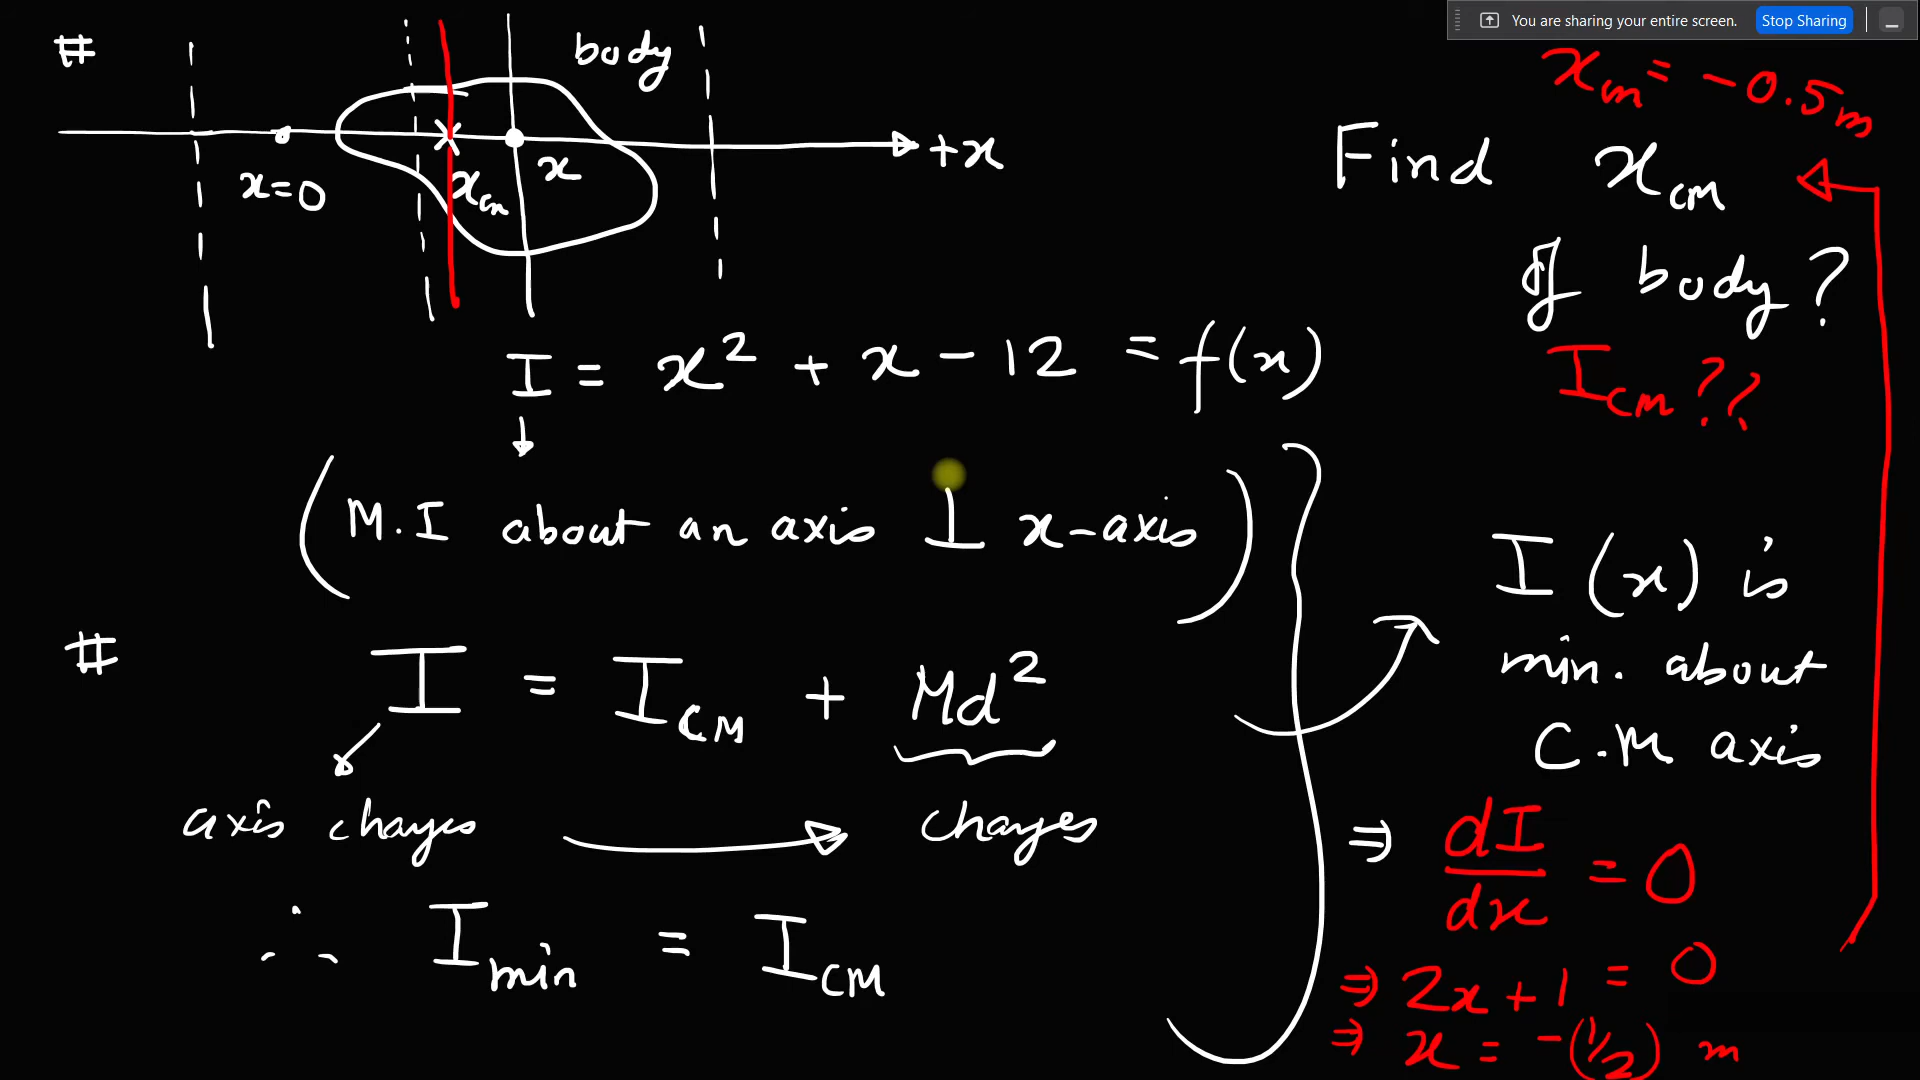 You are sharing your entire screen. Stop Sharing
#
body
x_cm = -0.5 m
+x
x=0
x_cm
x
Find x_cm
of body?
I_CM ??
I = x² + x - 12 = f(x)
(M.I about an axis ⊥ x-axis)
I(x) is
min. about
C.M axis
#
I = I_CM + Md²
axis changes
changes
⇒ dI/dx = 0
∴ I_min = I_CM
⇒ 2x + 1 = 0
⇒ x = -(1/2) m